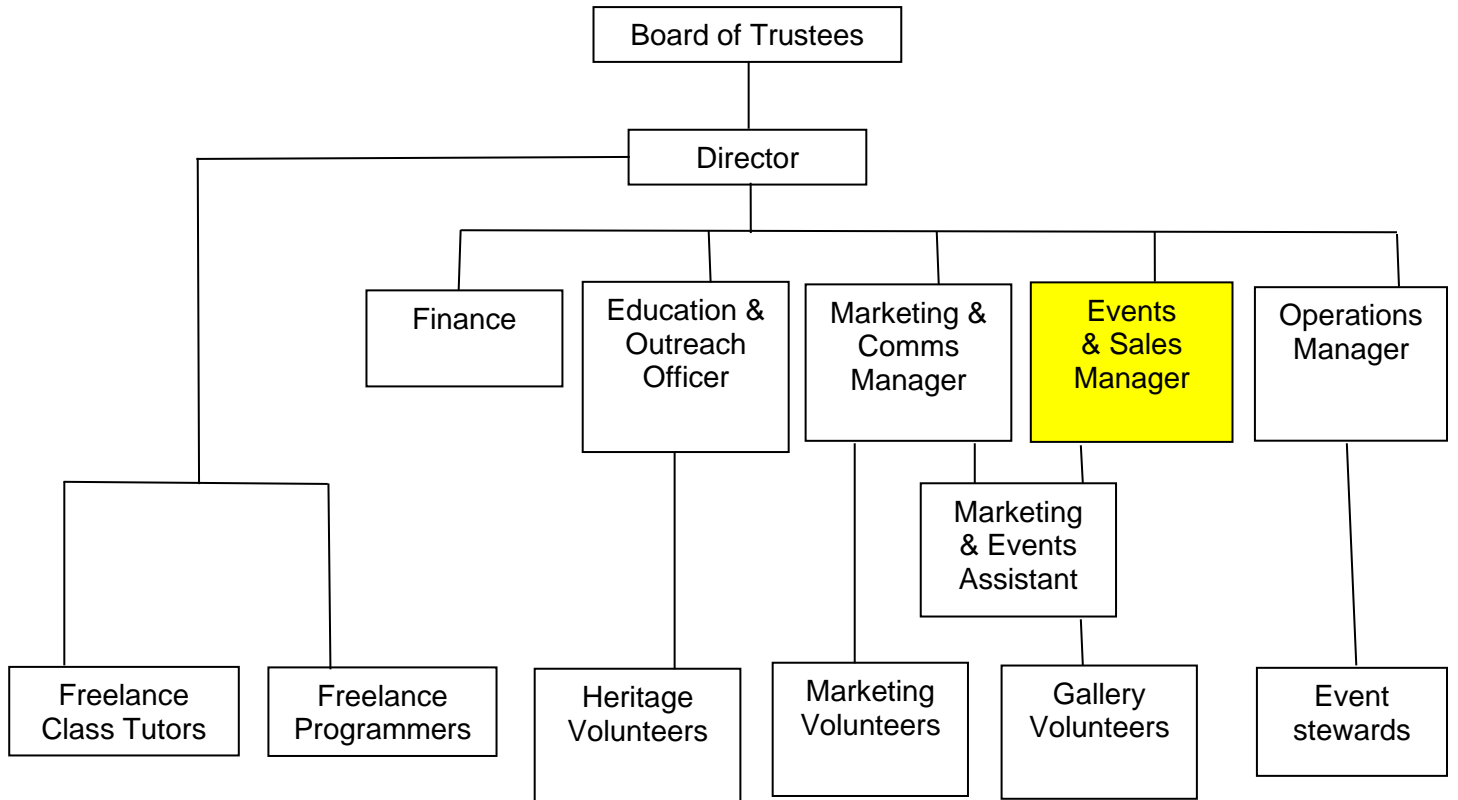 Board of Trustees
Director
Finance
Education &
Outreach
Officer
Marketing &
Comms
Manager
Events
& Sales
Manager
Operations
Manager
Marketing
& Events
Assistant
Freelance
Class Tutors
Freelance
Programmers
Heritage
Volunteers
Marketing
Volunteers
Gallery
Volunteers
Event
stewards